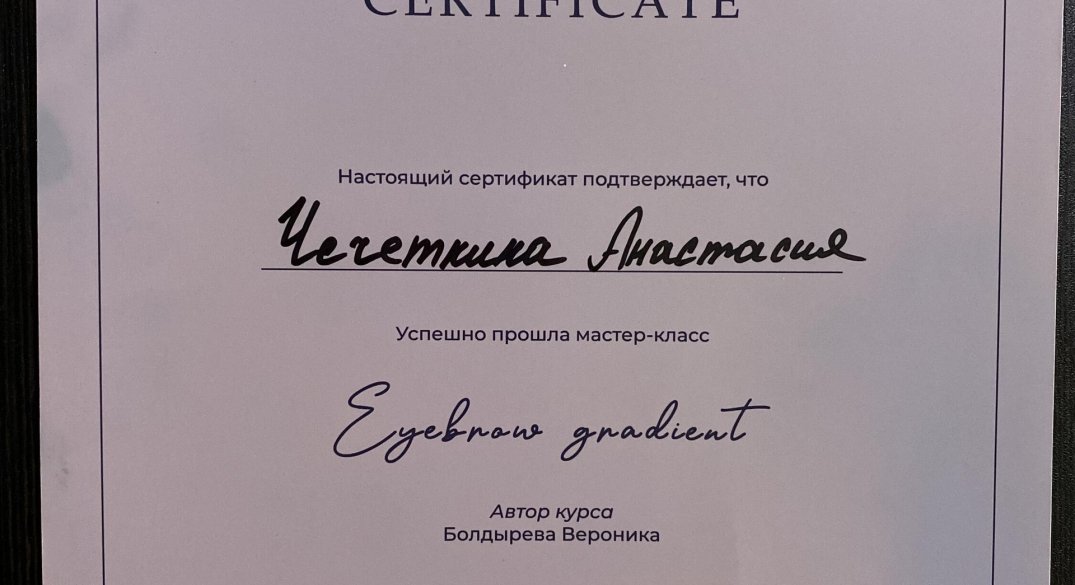 CERTIFICATE
Настоящий сертификат подтверждает, что
Чечеткина Анастасия
Успешно прошла мастер-класс
Eyebrow gradient
Автор курса
Болдырева Вероника